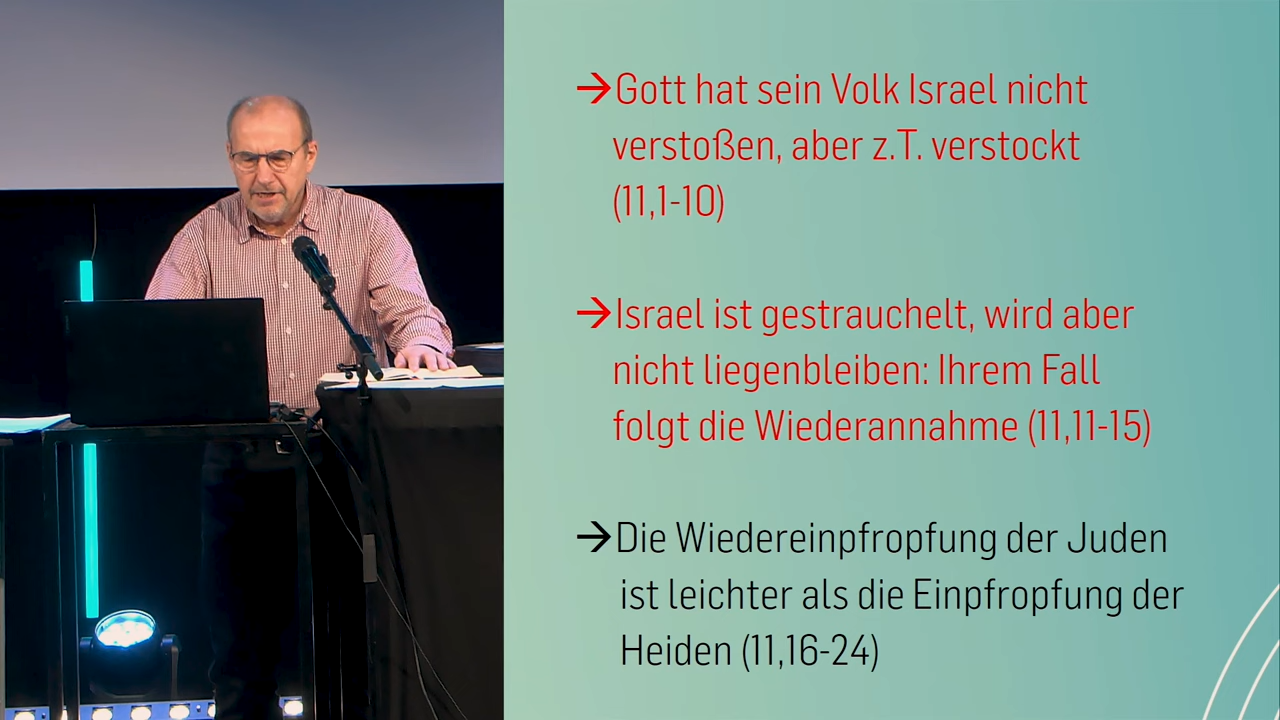 →Gott hat sein Volk Israel nicht
verstoßen, aber z.T. verstockt
(11,1-10)
→Israel ist gestrauchelt, wird aber
nicht liegenbleiben: Ihrem Fall
folgt die Wiederannahme (11,11-15)
→Die Wiedereinpfropfung der Juden
ist leichter als die Einpfropfung der
Heiden (11,16-24)